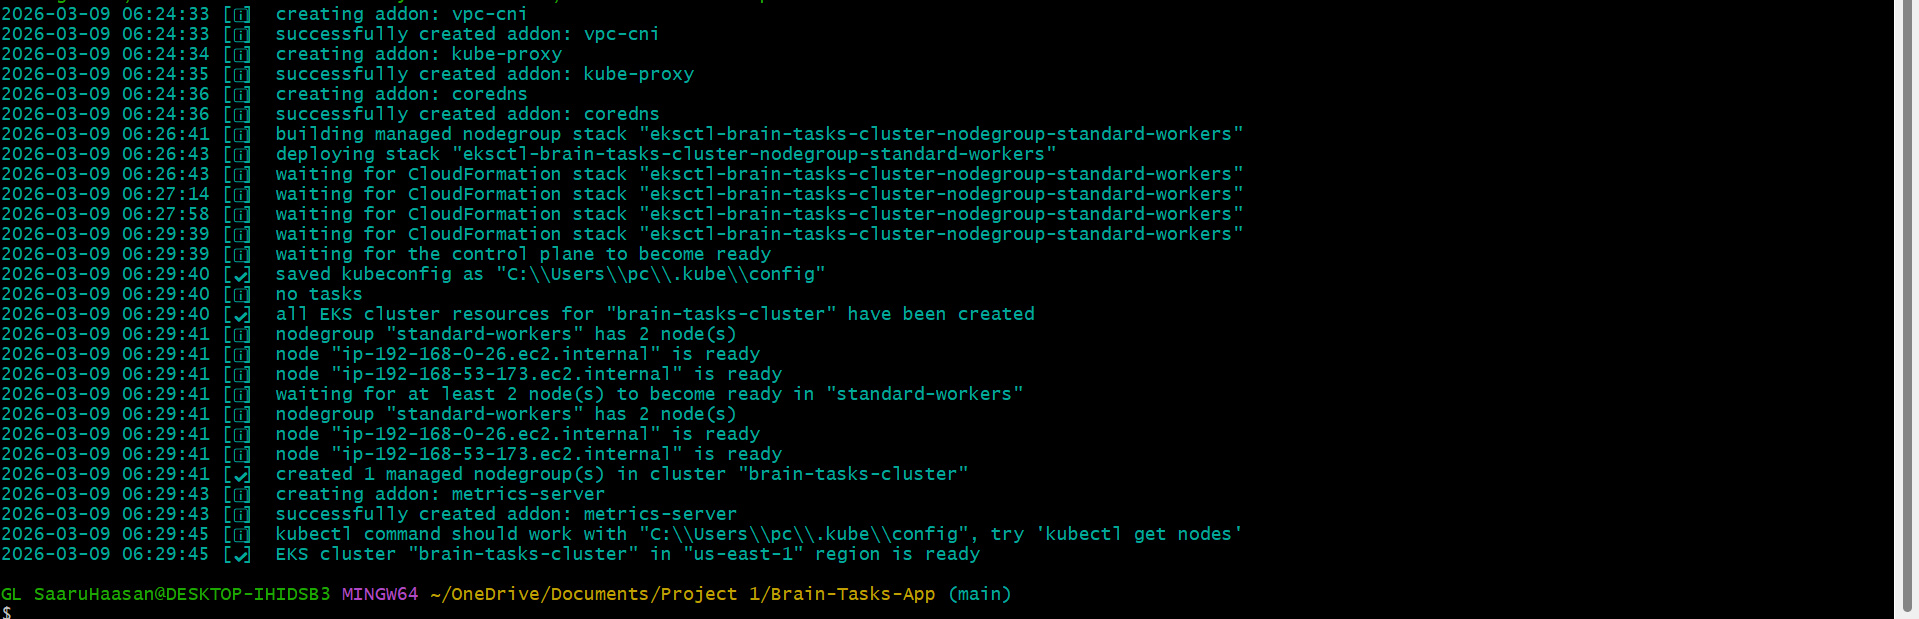 2026-03-09 06:24:33 [ℹ]  creating addon: vpc-cni
2026-03-09 06:24:33 [ℹ]  successfully created addon: vpc-cni
2026-03-09 06:24:34 [ℹ]  creating addon: kube-proxy
2026-03-09 06:24:35 [ℹ]  successfully created addon: kube-proxy
2026-03-09 06:24:36 [ℹ]  creating addon: coredns
2026-03-09 06:24:36 [ℹ]  successfully created addon: coredns
2026-03-09 06:26:41 [ℹ]  building managed nodegroup stack "eksctl-brain-tasks-cluster-nodegroup-standard-workers"
2026-03-09 06:26:43 [ℹ]  deploying stack "eksctl-brain-tasks-cluster-nodegroup-standard-workers"
2026-03-09 06:26:43 [ℹ]  waiting for CloudFormation stack "eksctl-brain-tasks-cluster-nodegroup-standard-workers"
2026-03-09 06:27:14 [ℹ]  waiting for CloudFormation stack "eksctl-brain-tasks-cluster-nodegroup-standard-workers"
2026-03-09 06:27:58 [ℹ]  waiting for CloudFormation stack "eksctl-brain-tasks-cluster-nodegroup-standard-workers"
2026-03-09 06:29:39 [ℹ]  waiting for CloudFormation stack "eksctl-brain-tasks-cluster-nodegroup-standard-workers"
2026-03-09 06:29:39 [ℹ]  waiting for the control plane to become ready
2026-03-09 06:29:40 [✔]  saved kubeconfig as "C:\\Users\\pc\\.kube\\config"
2026-03-09 06:29:40 [ℹ]  no tasks
2026-03-09 06:29:40 [✔]  all EKS cluster resources for "brain-tasks-cluster" have been created
2026-03-09 06:29:41 [ℹ]  nodegroup "standard-workers" has 2 node(s)
2026-03-09 06:29:41 [ℹ]  node "ip-192-168-0-26.ec2.internal" is ready
2026-03-09 06:29:41 [ℹ]  node "ip-192-168-53-173.ec2.internal" is ready
2026-03-09 06:29:41 [ℹ]  waiting for at least 2 node(s) to become ready in "standard-workers"
2026-03-09 06:29:41 [ℹ]  nodegroup "standard-workers" has 2 node(s)
2026-03-09 06:29:41 [ℹ]  node "ip-192-168-0-26.ec2.internal" is ready
2026-03-09 06:29:41 [ℹ]  node "ip-192-168-53-173.ec2.internal" is ready
2026-03-09 06:29:41 [✔]  created 1 managed nodegroup(s) in cluster "brain-tasks-cluster"
2026-03-09 06:29:43 [ℹ]  creating addon: metrics-server
2026-03-09 06:29:43 [ℹ]  successfully created addon: metrics-server
2026-03-09 06:29:45 [ℹ]  kubectl command should work with "C:\\Users\\pc\\.kube\\config", try 'kubectl get nodes'
2026-03-09 06:29:45 [✔]  EKS cluster "brain-tasks-cluster" in "us-east-1" region is ready
GL SaaruHaasan@DESKTOP-IHIDSB3 MINGW64 ~/OneDrive/Documents/Project 1/Brain-Tasks-App (main)
$